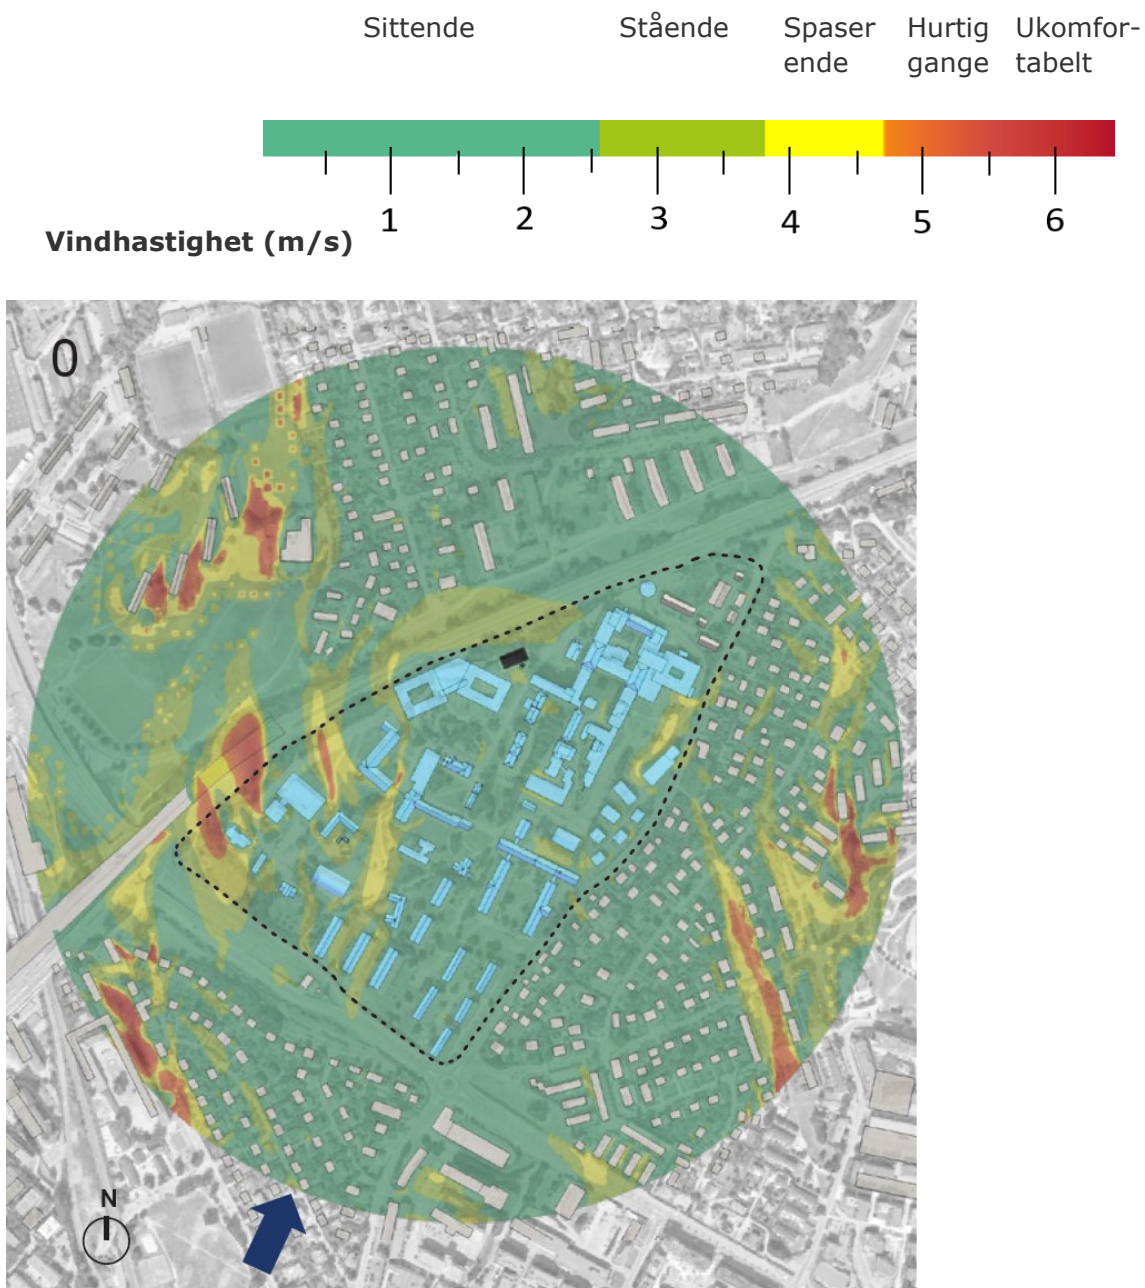 Sittende Stående Spaser Hurtig Ukomfor-
ende gange tabelt
1 2 3 4 5 6
Vindhastighet (m/s)
0
N